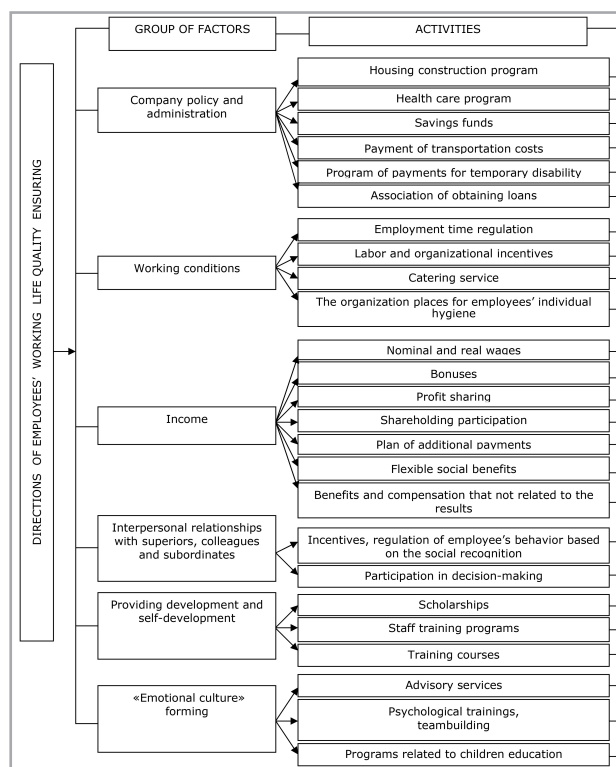 GROUP OF FACTORS
ACTIVITIES
DIRECTIONS OF EMPLOYEES’ WORKING LIFE QUALITY ENSURING
Company policy and
administration
Housing construction program
Health care program
Savings funds
Payment of transportation costs
Program of payments for temporary disability
Association of obtaining loans
Working conditions
Employment time regulation
Labor and organizational incentives
Catering service
The organization places for employees’ individual
hygiene
Income
Nominal and real wages
Bonuses
Profit sharing
Shareholding participation
Plan of additional payments
Flexible social benefits
Benefits and compensation that not related to the
results
Interpersonal relationships
with superiors, colleagues
and subordinates
Incentives, regulation of employee’s behavior based
on the social recognition
Participation in decision-making
Providing development and
self-development
Scholarships
Staff training programs
Training courses
«Emotional culture»
forming
Advisory services
Psychological trainings,
teambuilding
Programs related to children education